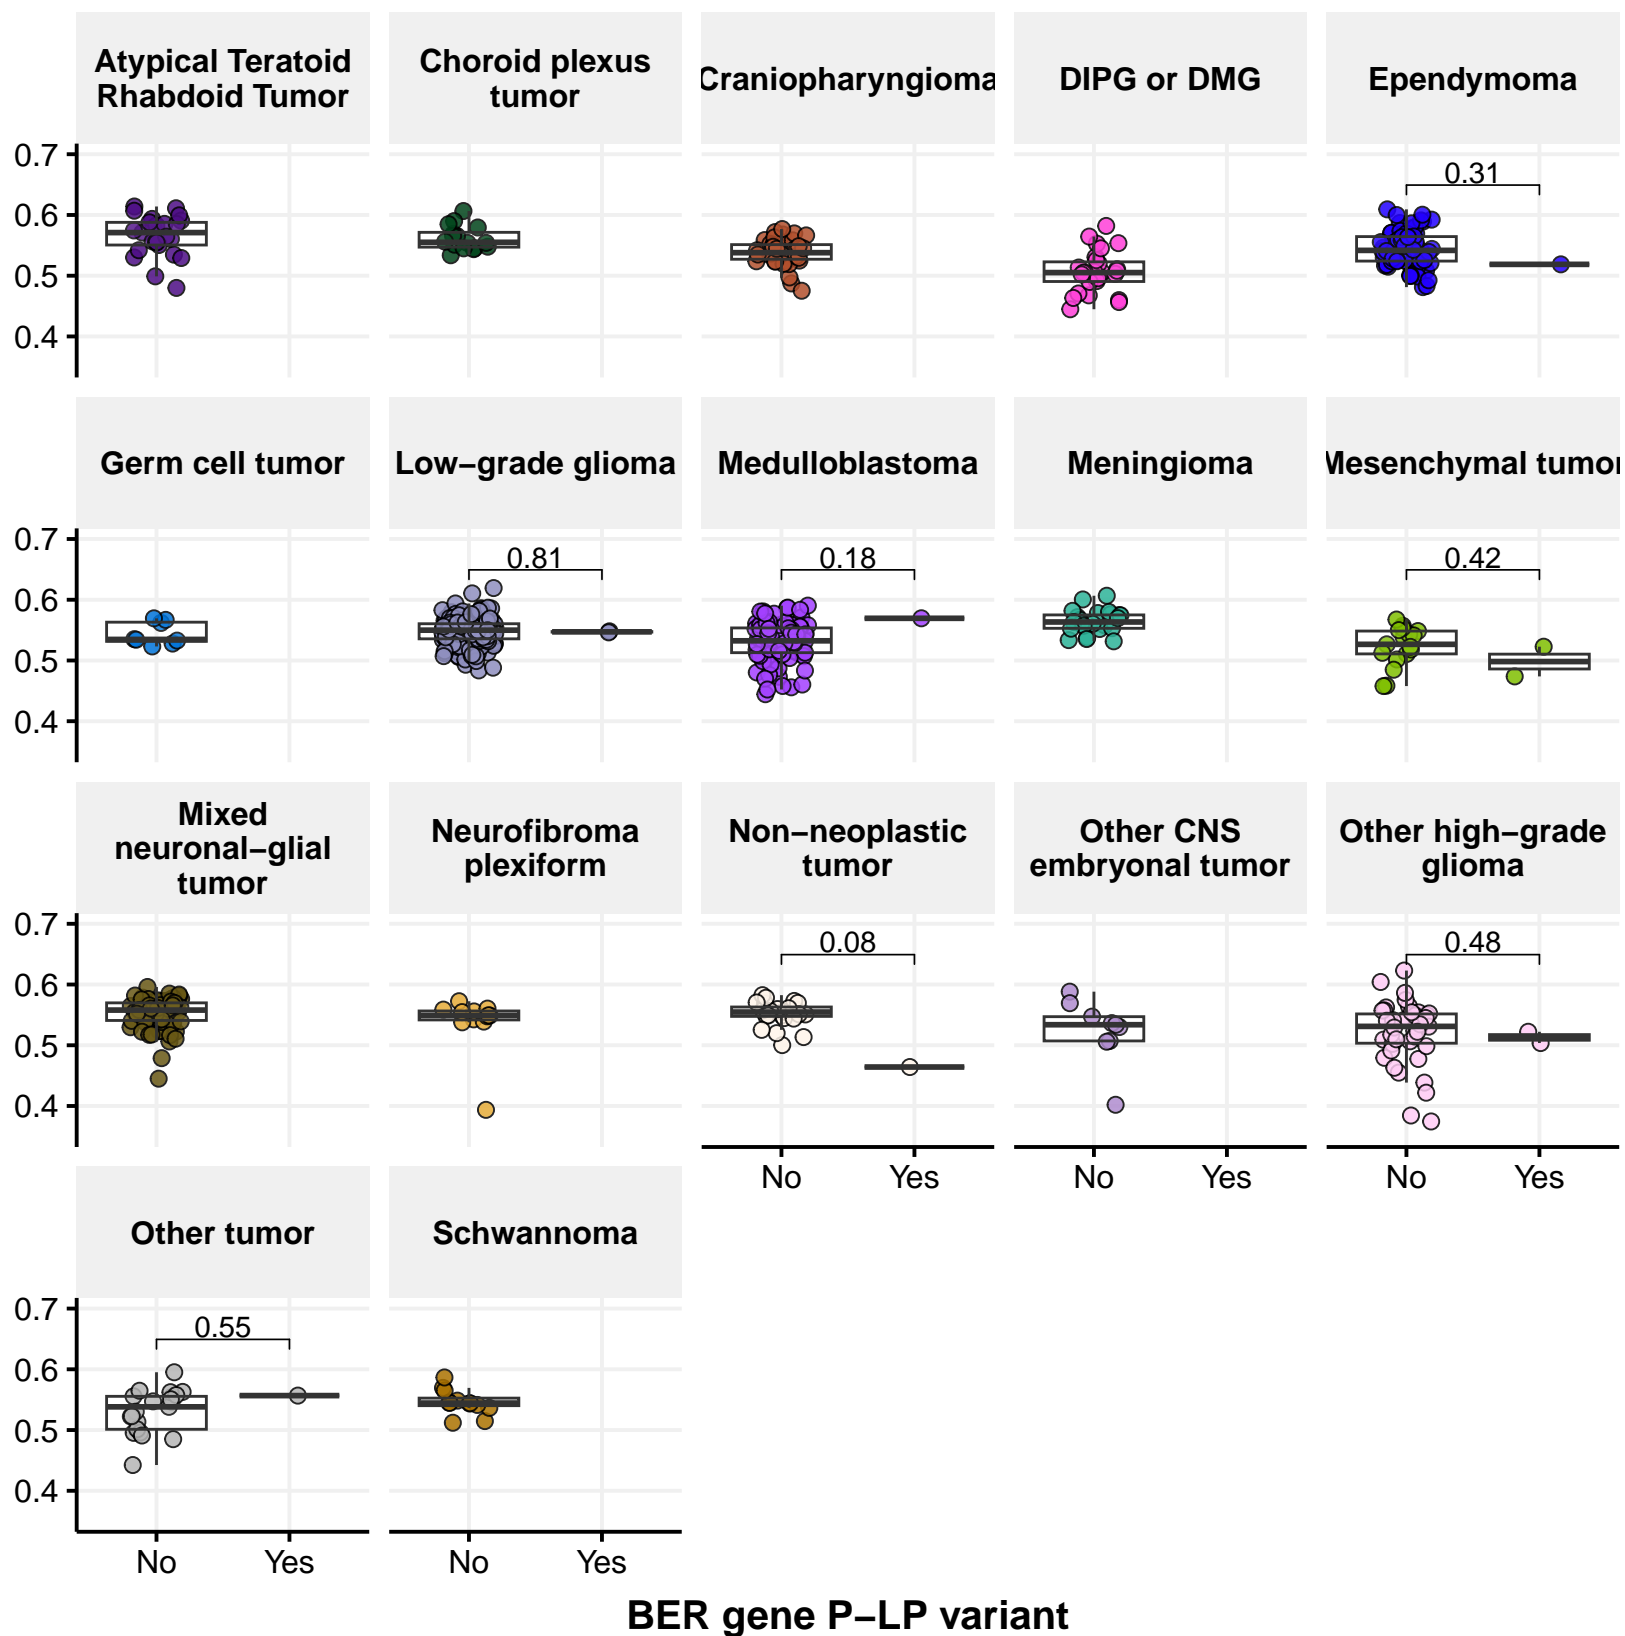 Atypical Teratoid
Rhabdoid Tumor
Choroid plexus
tumor
Craniopharyngioma
DIPG or DMG
Ependymoma
0.7
0.6
0.5
0.4
0.31
Germ cell tumor
Low−grade glioma
Medulloblastoma
Meningioma
Mesenchymal tumor
0.7
0.6
0.5
0.4
0.81
0.18
0.42
Mixed
neuronal−glial
tumor
Neurofibroma
plexiform
Non−neoplastic
tumor
Other CNS
embryonal tumor
Other high−grade
glioma
0.7
0.6
0.5
0.4
0.08
0.48
No Yes
No Yes
No Yes
Other tumor
Schwannoma
0.7
0.6
0.5
0.4
0.55
No Yes
No Yes
BER gene P−LP variant